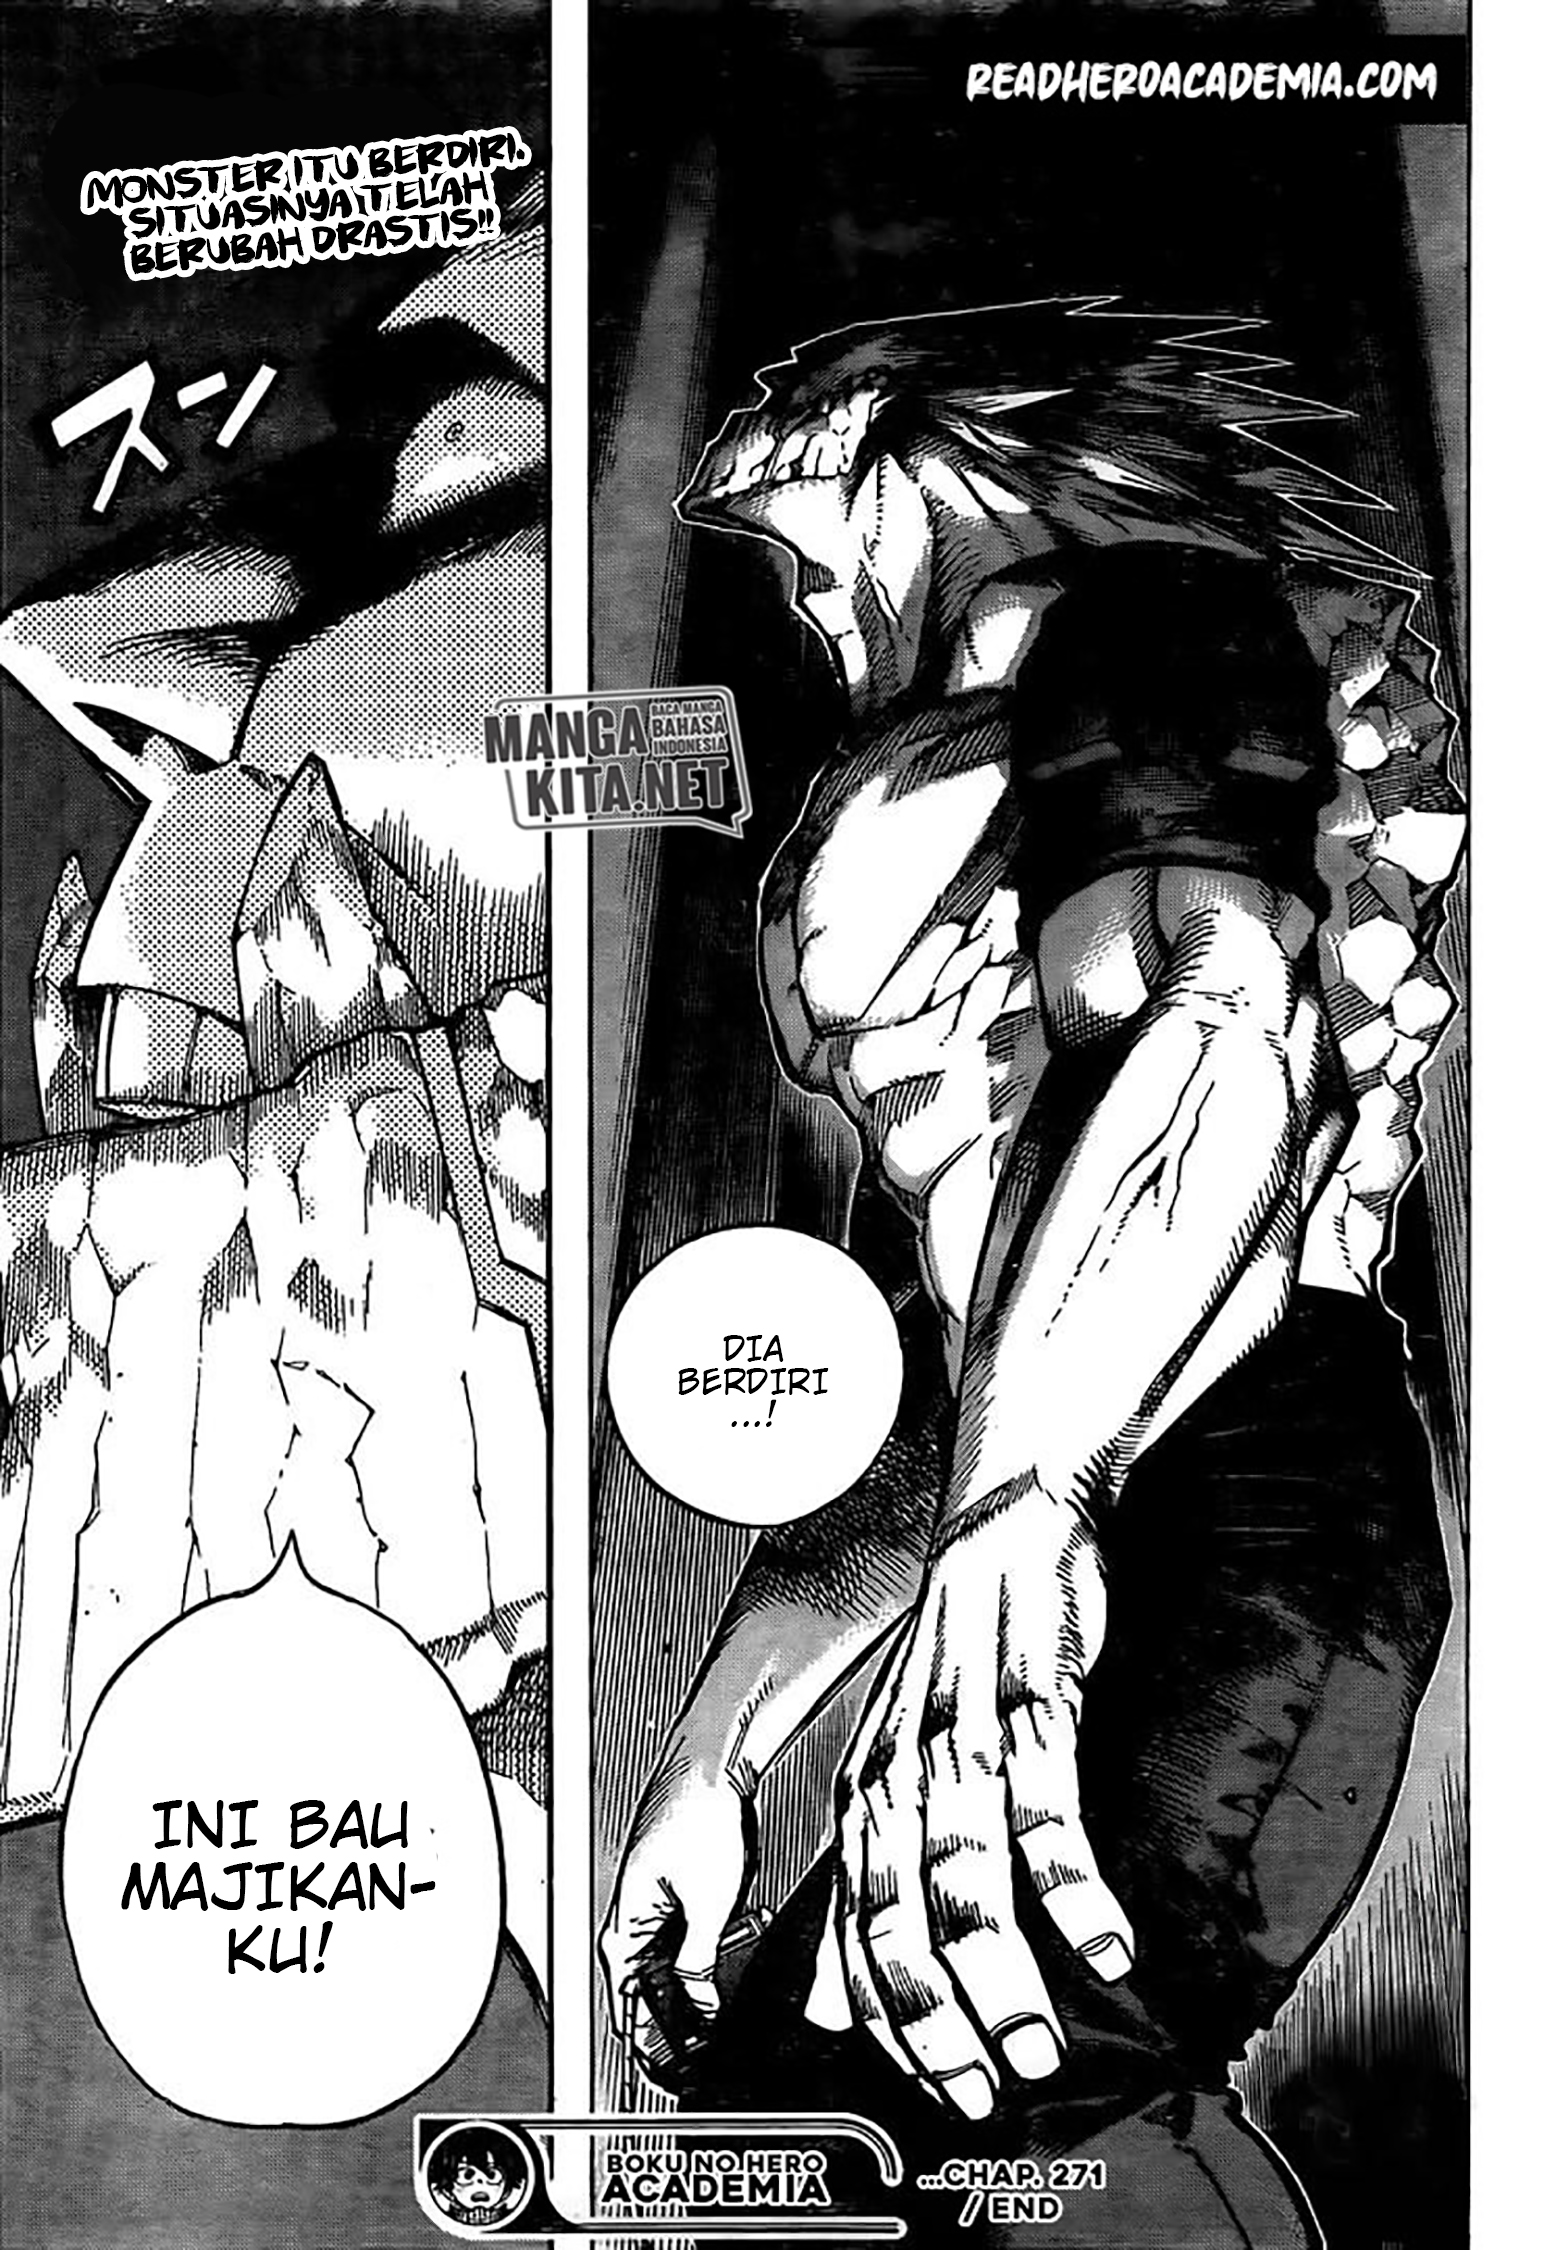 READHEROACADEMIA.COM
MONSTER ITU BERDIRI.
SITUASINYA TELAH
BERUBAH DRASTIS!!
スン
MANGA
KITA.NET
BACA MANGA
BAHASA
INDONESIA
DIA
BERDIRI
...!
INI BAU
MAJIKAN-
KU!
BOKU NO HERO
ACADEMIA
...CHAP. 271
/ END